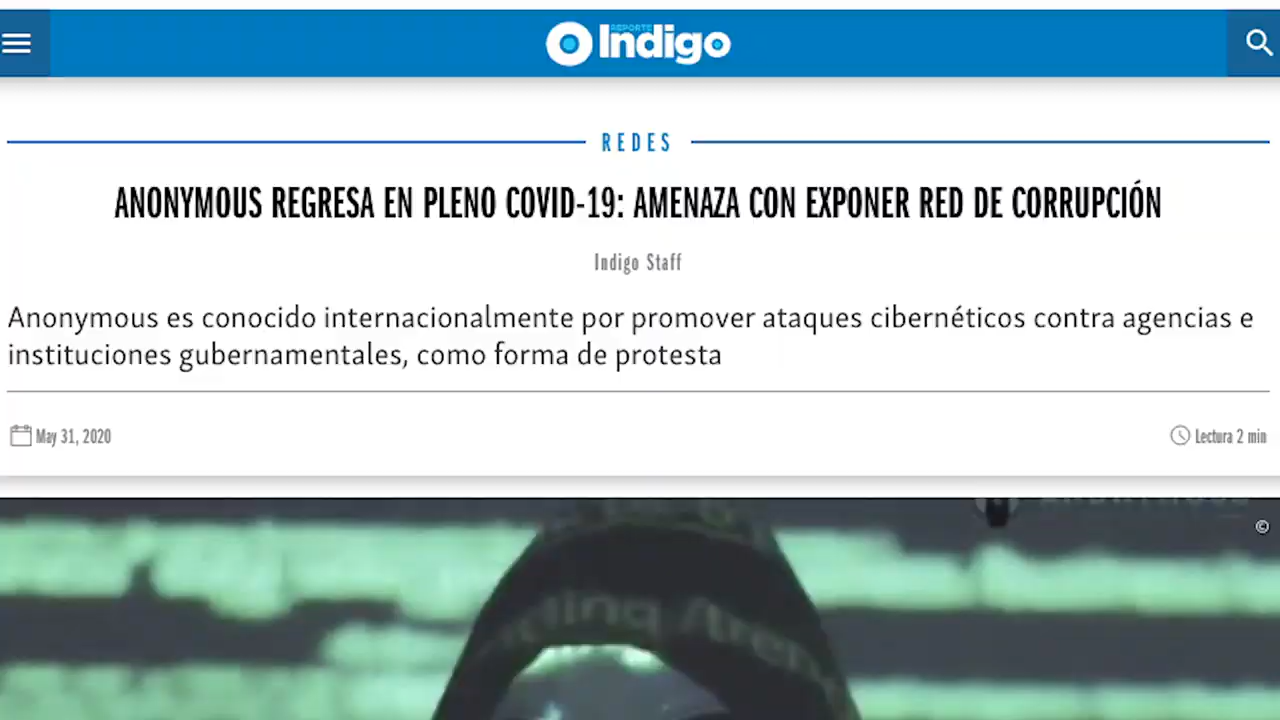 REPORTE
Indigo
REDES
ANONYMOUS REGRESA EN PLENO COVID-19: AMENAZA CON EXPONER RED DE CORRUPCIÓN
Indigo Staff
Anonymous es conocido internacionalmente por promover ataques cibernéticos contra agencias e
instituciones gubernamentales, como forma de protesta
May 31, 2020
Lectura 2 min
©